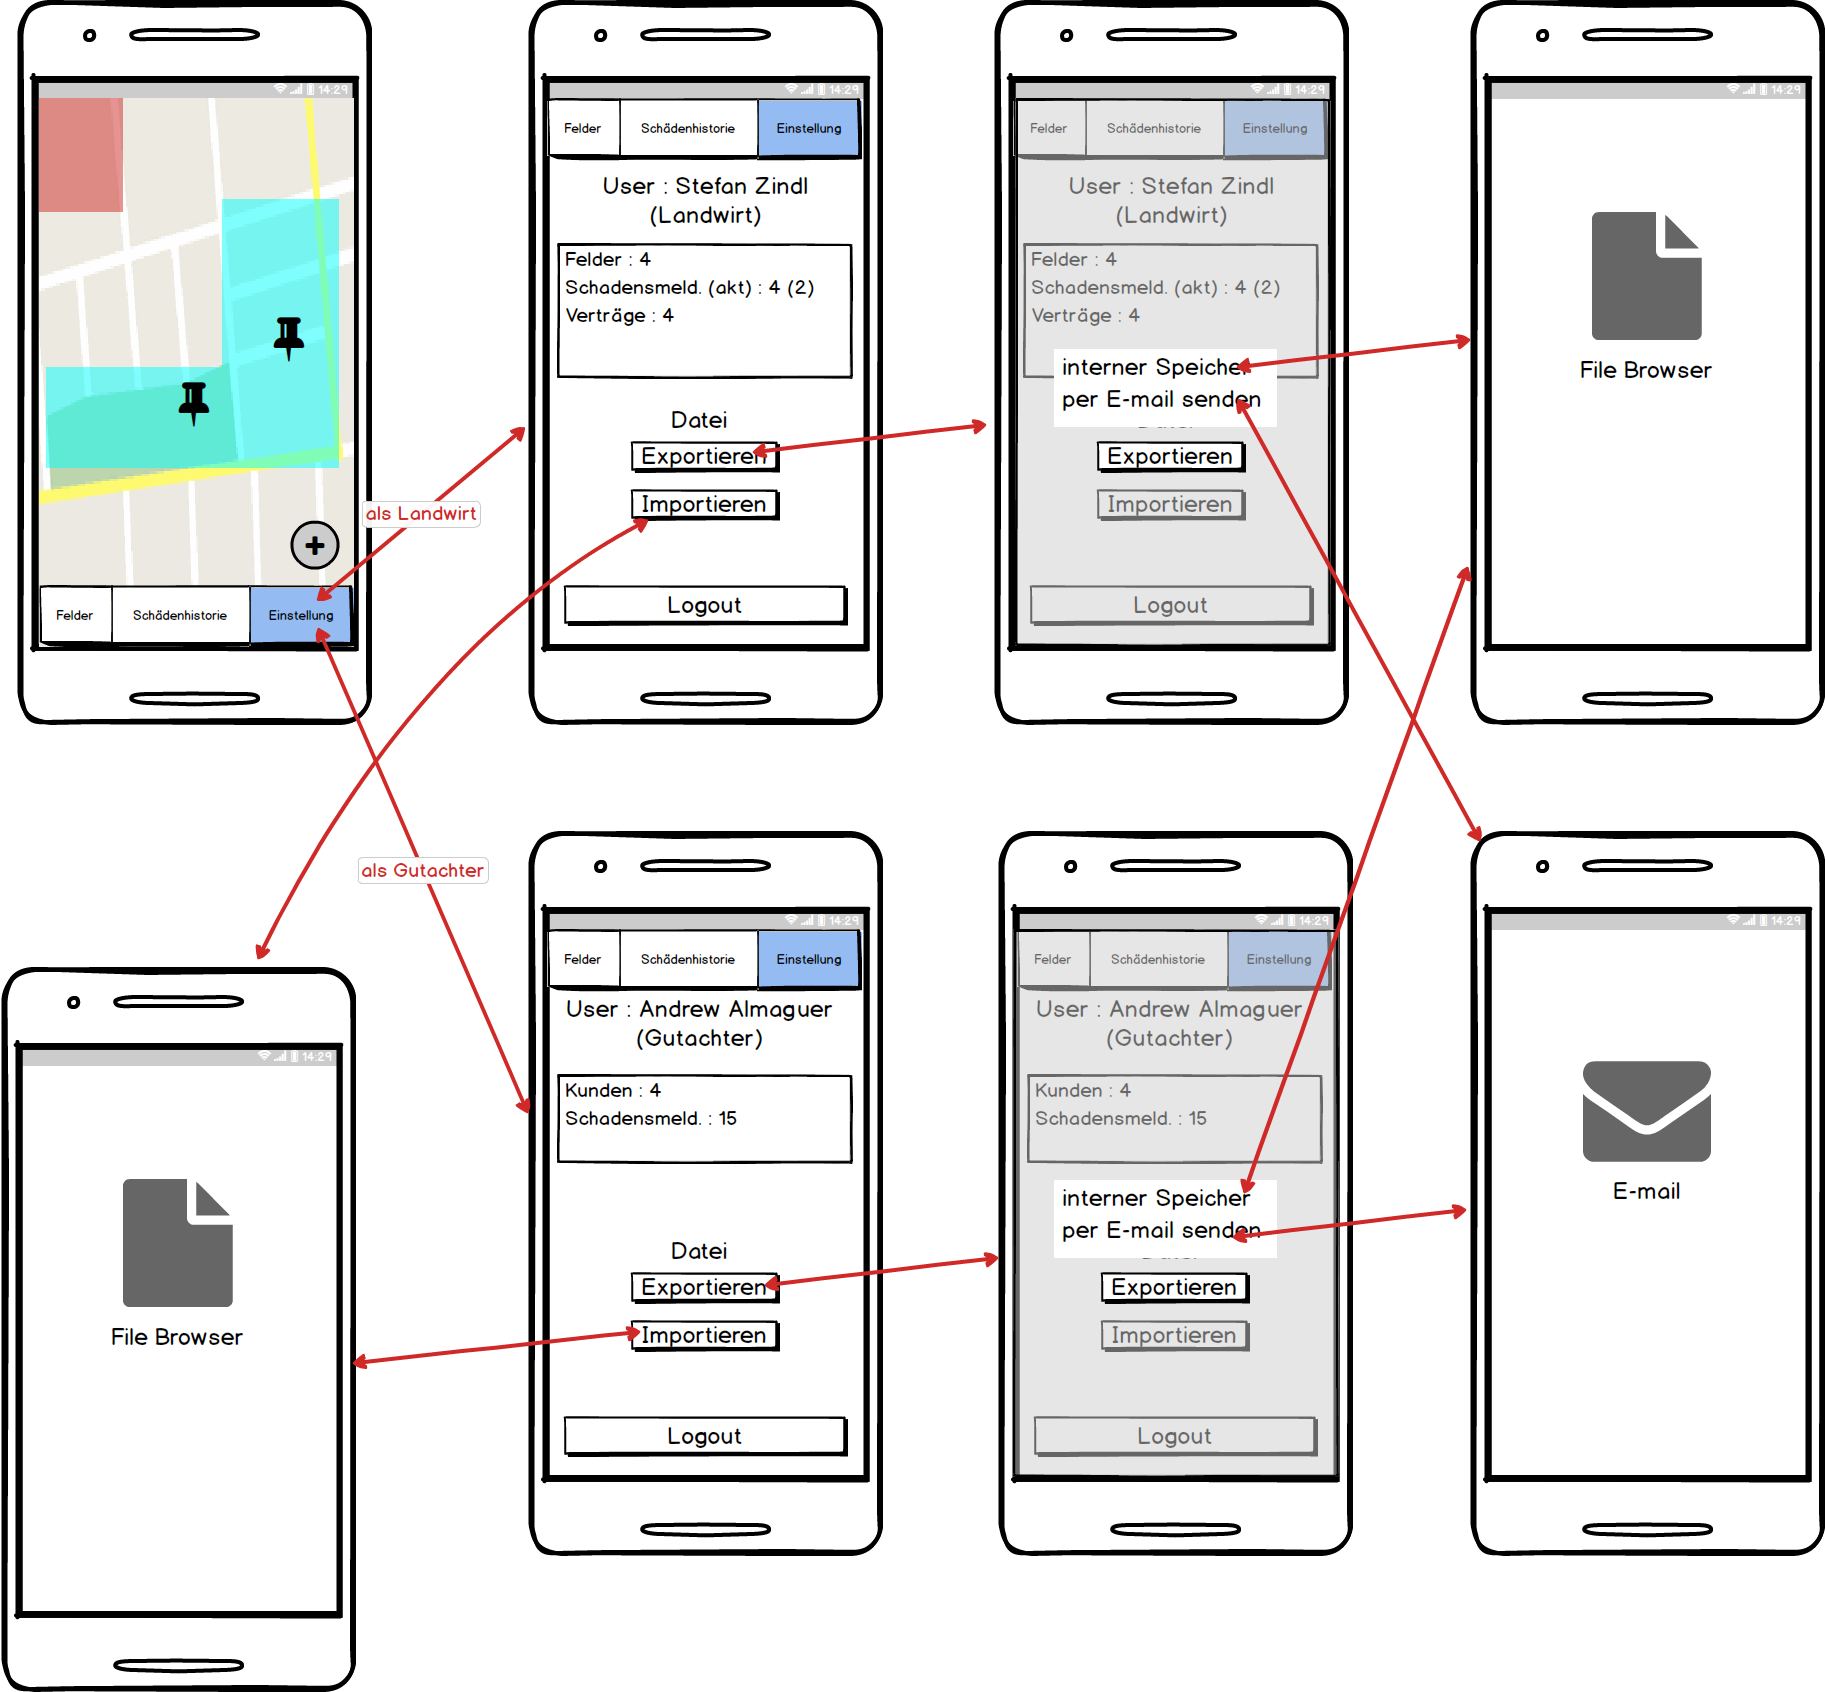 14:29
Felder
Schädenhistorie
Einstellung
als Landwirt
als Gutachter
14:29
Felder
Schädenhistorie
Einstellung
User : Stefan Zindl
(Landwirt)
Felder : 4
Schadensmeld. (akt) : 4 (2)
Verträge : 4
Datei
Exportieren
Importieren
Logout
14:29
Felder
Schädenhistorie
Einstellung
User : Stefan Zindl
(Landwirt)
Felder : 4
Schadensmeld. (akt) : 4 (2)
Verträge : 4
interner Speicher
per E-mail senden
Exportieren
Importieren
Logout
14:29
File Browser
14:29
File Browser
14:29
Felder
Schädenhistorie
Einstellung
User : Andrew Almaguer
(Gutachter)
Kunden : 4
Schadensmeld. : 15
Datei
Exportieren
Importieren
Logout
14:29
Felder
Schädenhistorie
Einstellung
User : Andrew Almaguer
(Gutachter)
Kunden : 4
Schadensmeld. : 15
interner Speicher
per E-mail senden
Exportieren
Importieren
Logout
14:29
E-mail